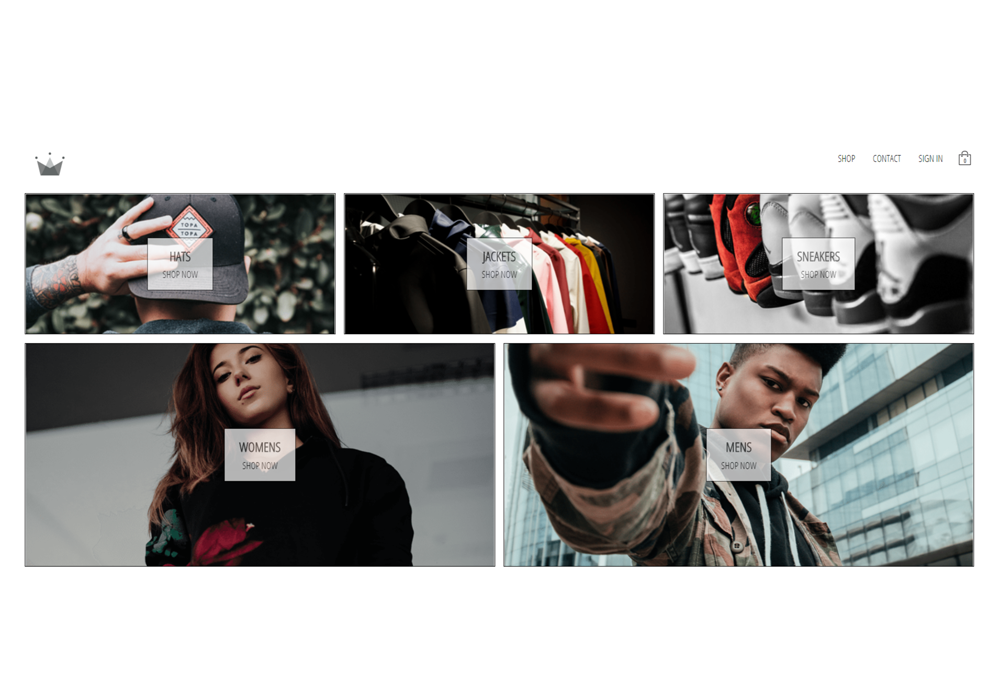 SHOP
CONTACT
SIGN IN
0
TOPA
TOPA
HATS
SHOP NOW
JACKETS
SHOP NOW
SNEAKERS
SHOP NOW
WOMENS
SHOP NOW
MENS
SHOP NOW